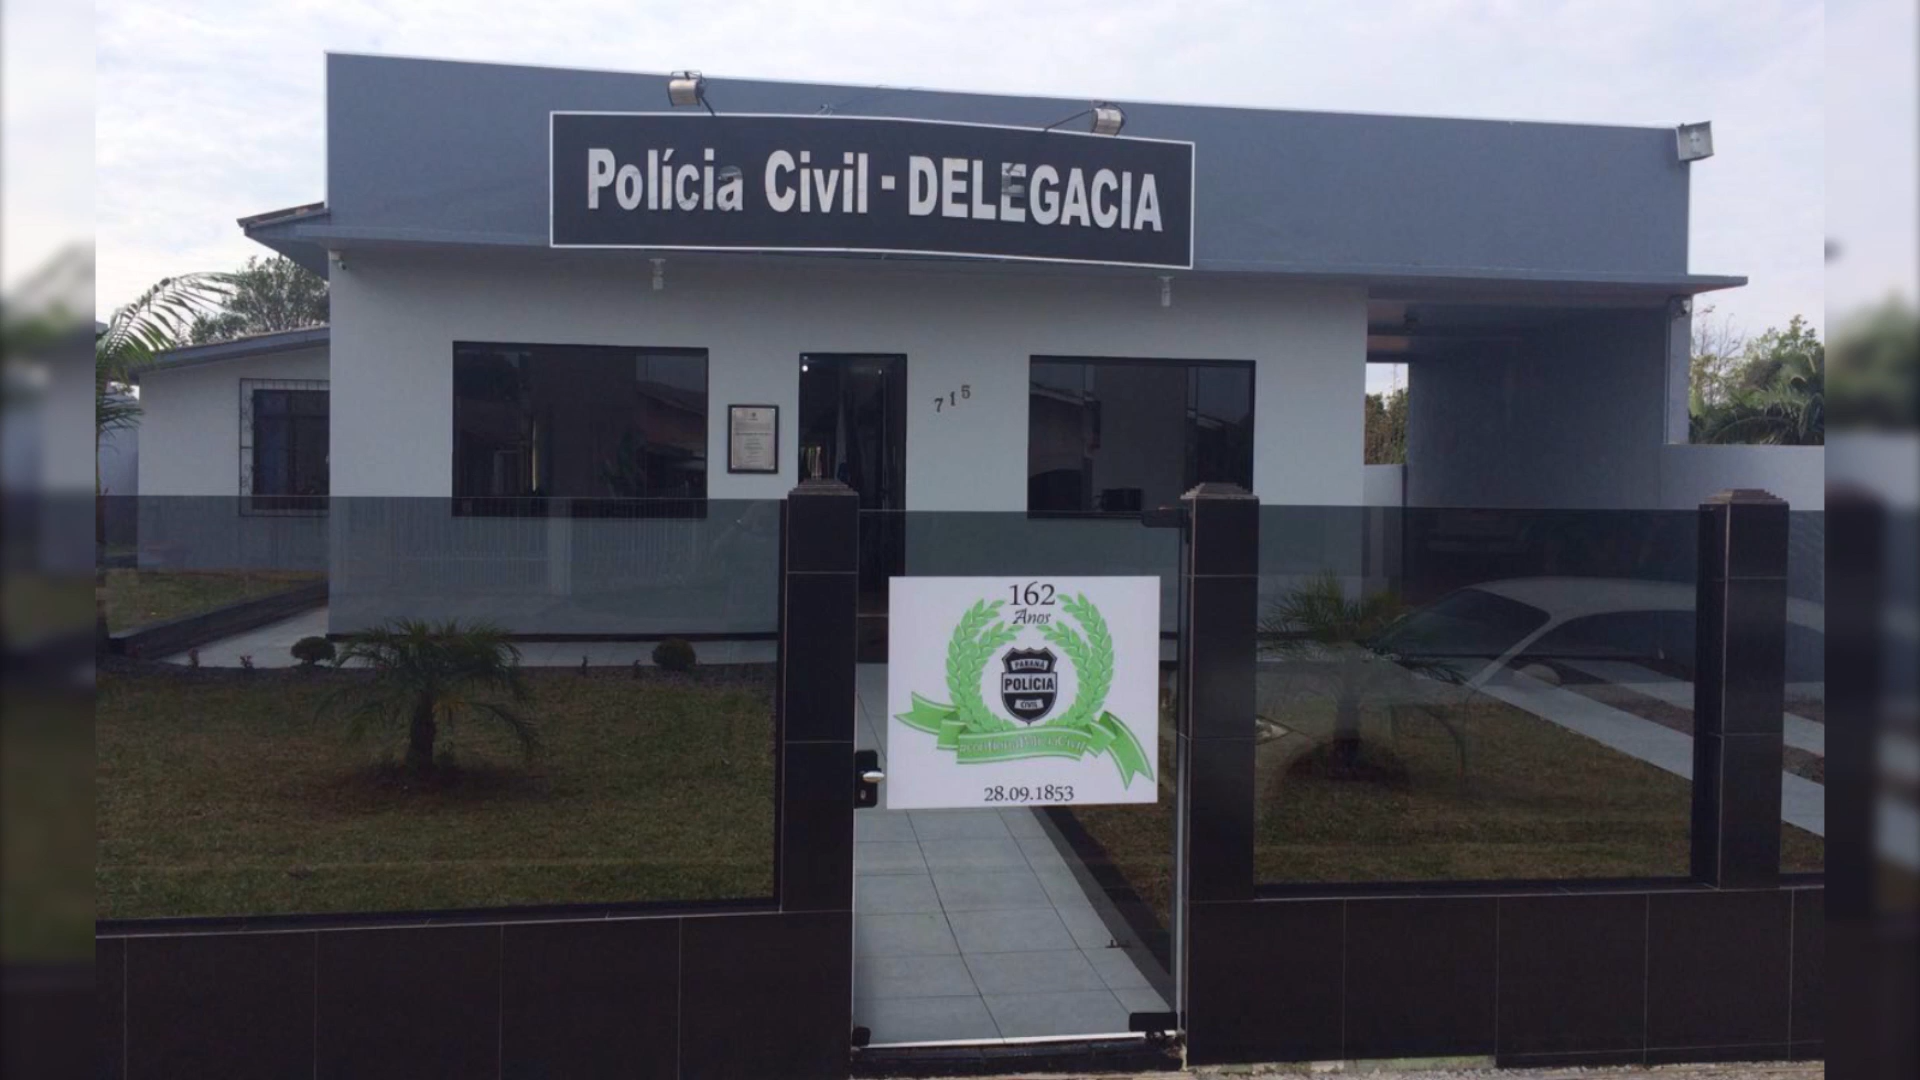 Polícia Civil - DELEGACIA
715
162
Anos
PARANÁ
POLÍCIA
CIVIL
28.09.1853